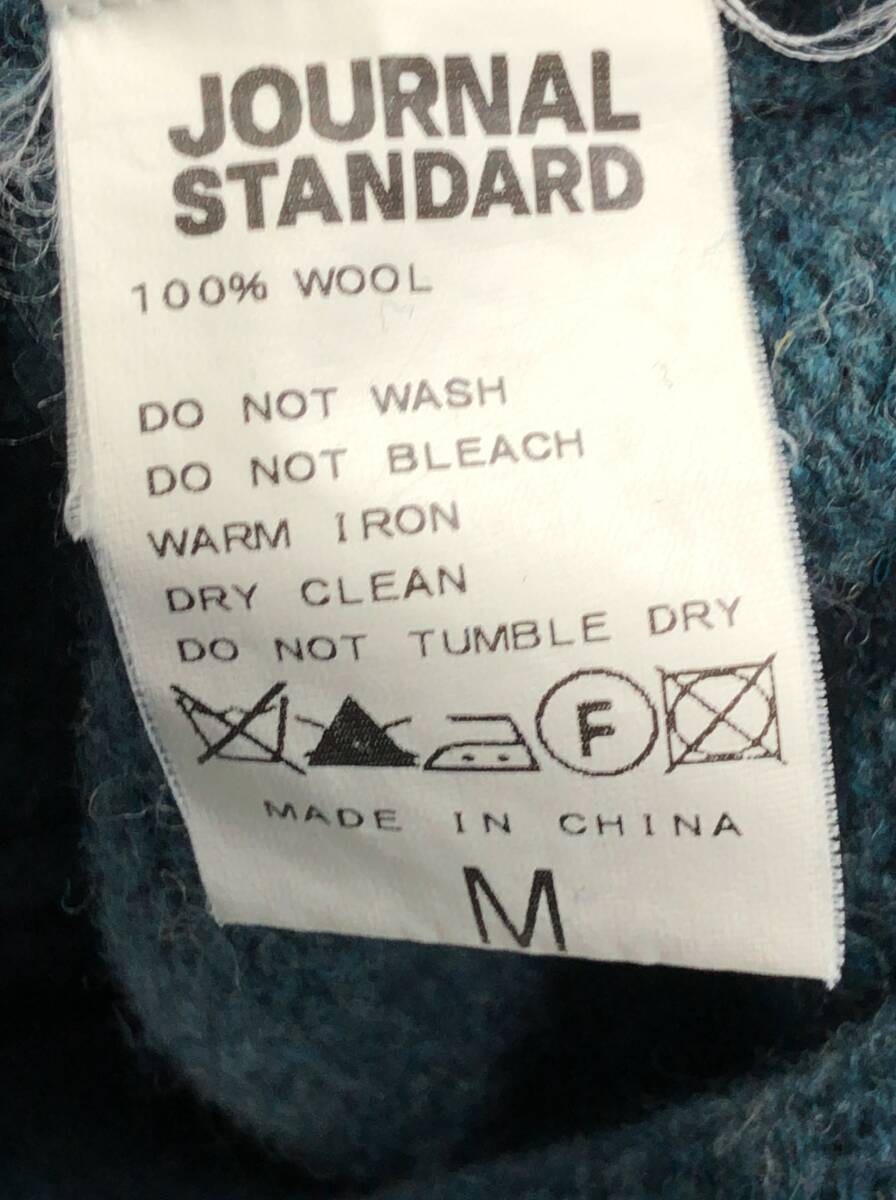 JOURNAL
STANDARD
100% WOOL
DO NOT WASH
DO NOT BLEACH
WARM IRON
DRY CLEAN
DO NOT TUMBLE DRY
F
MADE IN CHINA
M